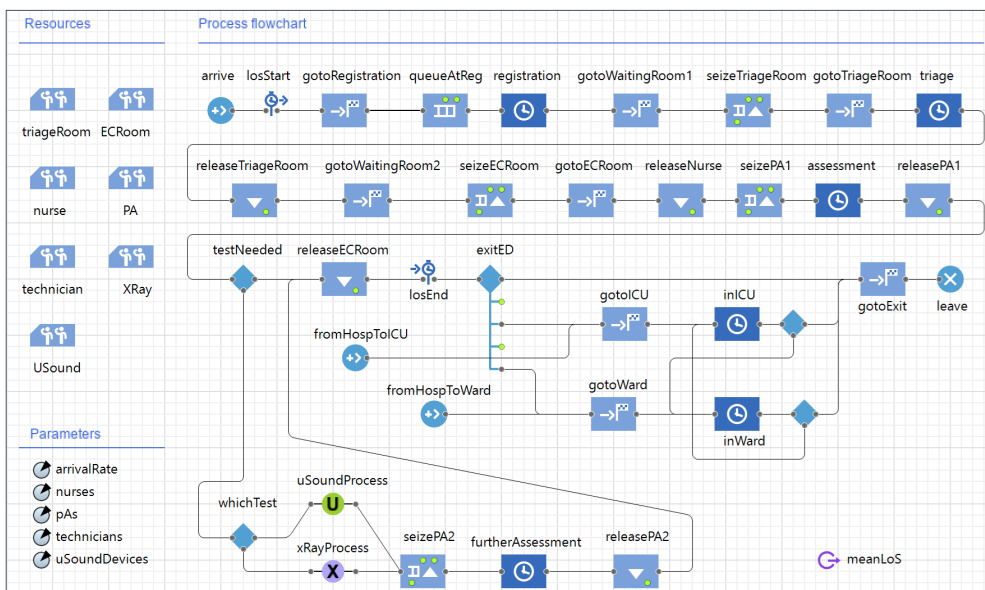 Resources
Process flowchart
arrive losStart gotoRegistration queueAtReg registration gotoWaitingRoom1 seizeTriageRoom gotoTriageRoom triage
triageRoom ECRoom
releaseTriageRoom gotoWaitingRoom2 seizeECRoom gotoECRoom releaseNurse seizePA1 assessment releasePA1
nurse PA
testNeeded releaseECRoom exitED
losEnd
technician XRay
gotoICU inICU
gotoExit leave
fromHospToICU
USound
fromHospToWard gotoWard
inWard
Parameters
arrivalRate
nurses
pAs
technicians
uSoundDevices
whichTest
uSoundProcess
U
xRayProcess
X
seizePA2 furtherAssessment releasePA2
meanLoS